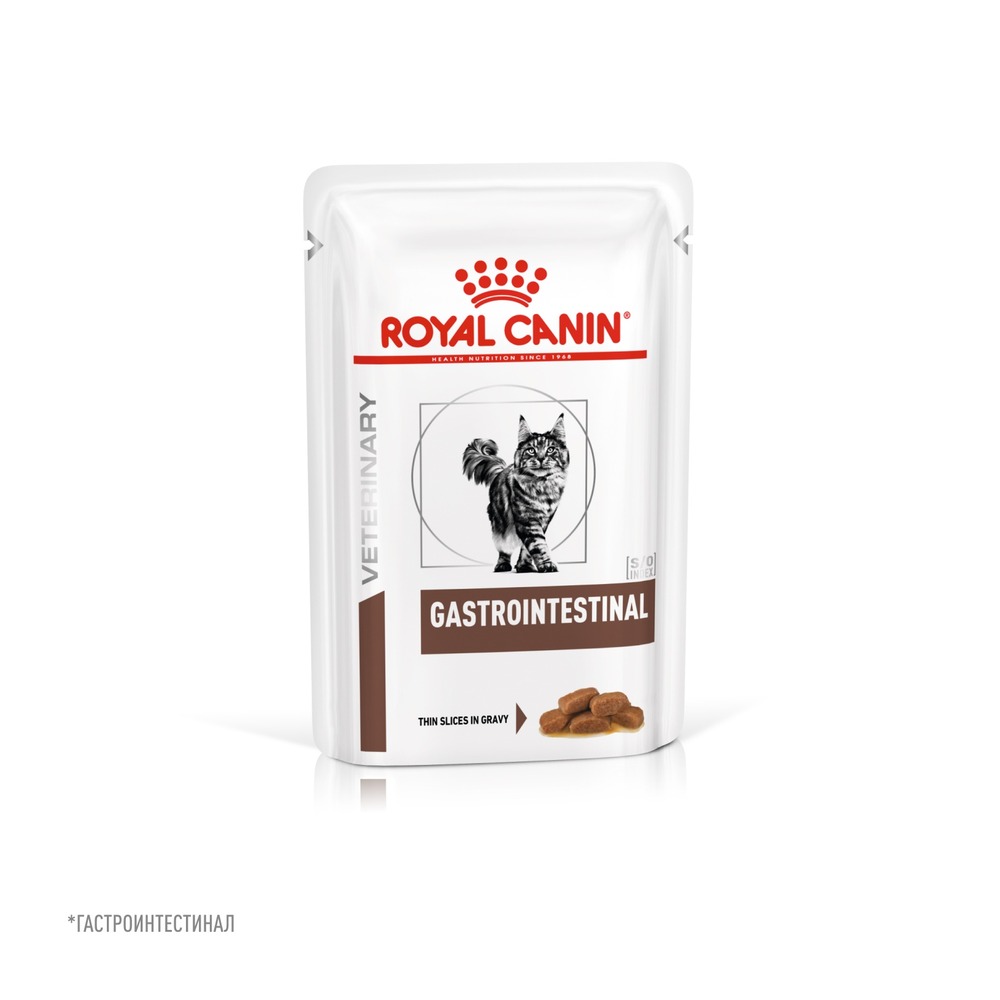 ROYAL CANIN®
HEALTH NUTRITION SINCE 1968
VETERINARY
[S/O
INDEX]
GASTROINTESTINAL
THIN SLICES IN GRAVY
*ГАСТРОИНТЕСТИНАЛ